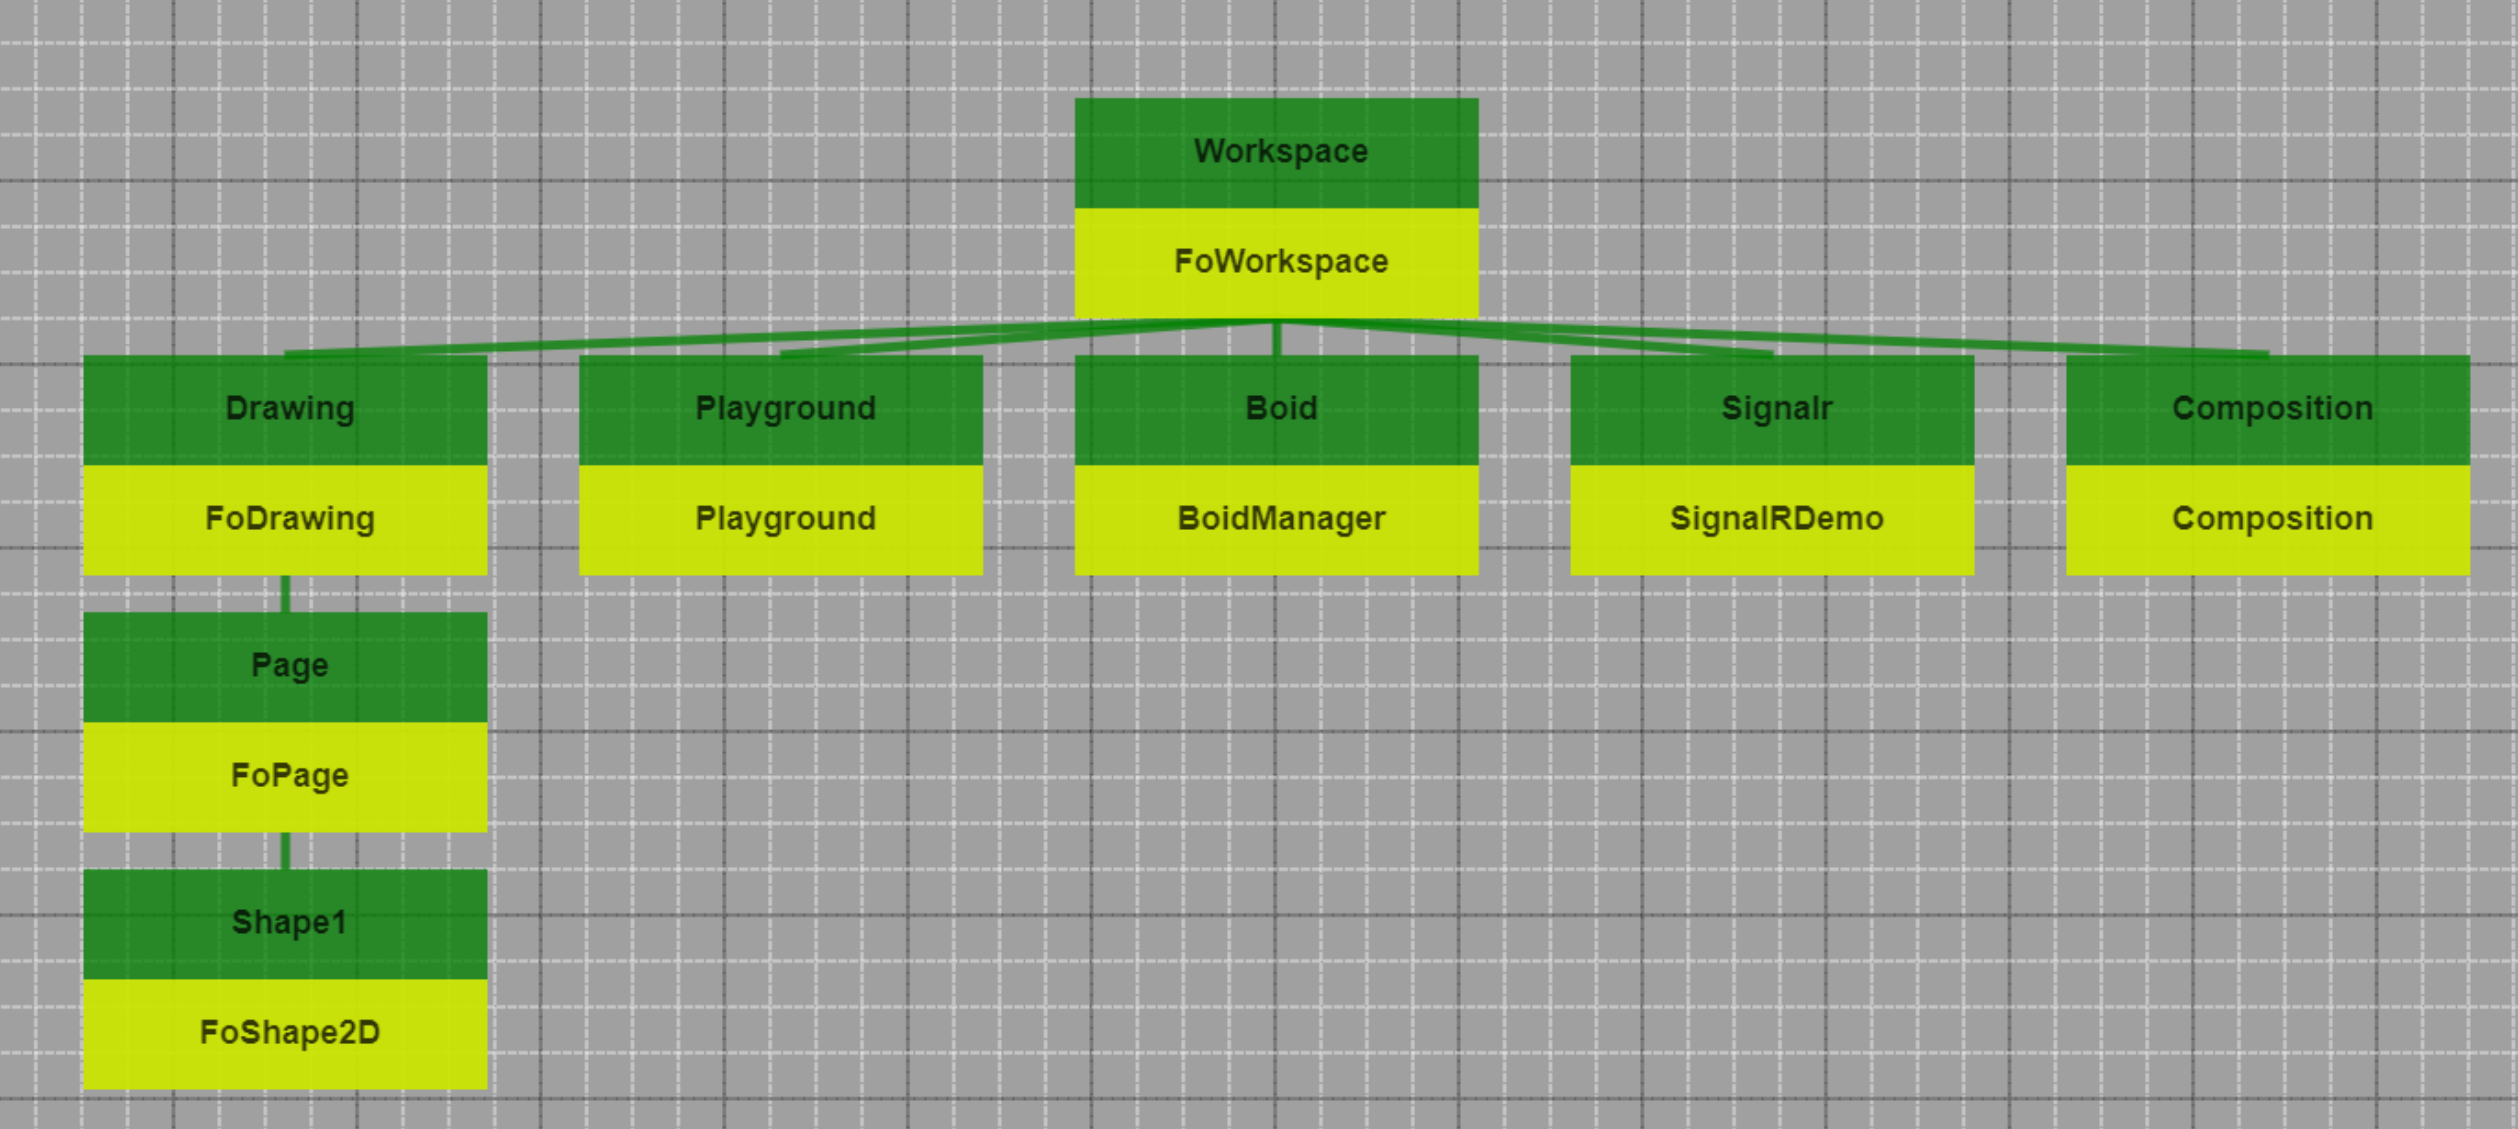 Workspace
FoWorkspace
Drawing
FoDrawing
Playground
Playground
Boid
BoidManager
Signalr
SignalRDemo
Composition
Composition
Page
FoPage
Shape1
FoShape2D